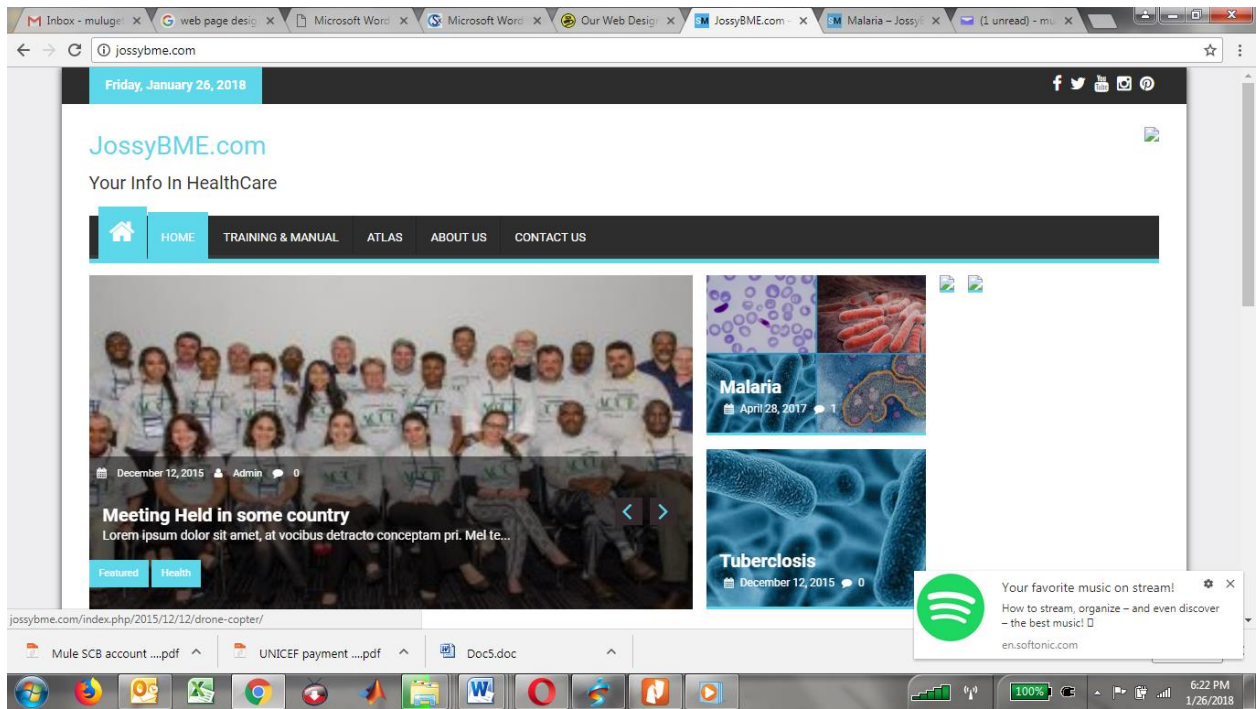 Inbox - muluget
web page desig
Microsoft Word
Microsoft Word
Our Web Design
JossyBME.com -
Malaria – Jossy
(1 unread) - mu
jossybme.com
Friday, January 26, 2018
JossyBME.com
Your Info In HealthCare
HOME TRAINING & MANUAL ATLAS ABOUT US CONTACT US
Malaria
April 28, 2017 1
December 12, 2015 Admin 0
Meeting Held in some country
Lorem ipsum dolor sit amet, at vocibus detracto conceptam pri. Mel te...
Featured Health
Tuberclosis
December 12, 2015 0
Your favorite music on stream!
How to stream, organize – and even discover
– the best music!
en.softonic.com
jossybme.com/index.php/2015/12/12/drone-copter/
Mule SCB account ....pdf
UNICEF payment ....pdf
Doc5.doc
100%
6:22 PM
1/26/2018